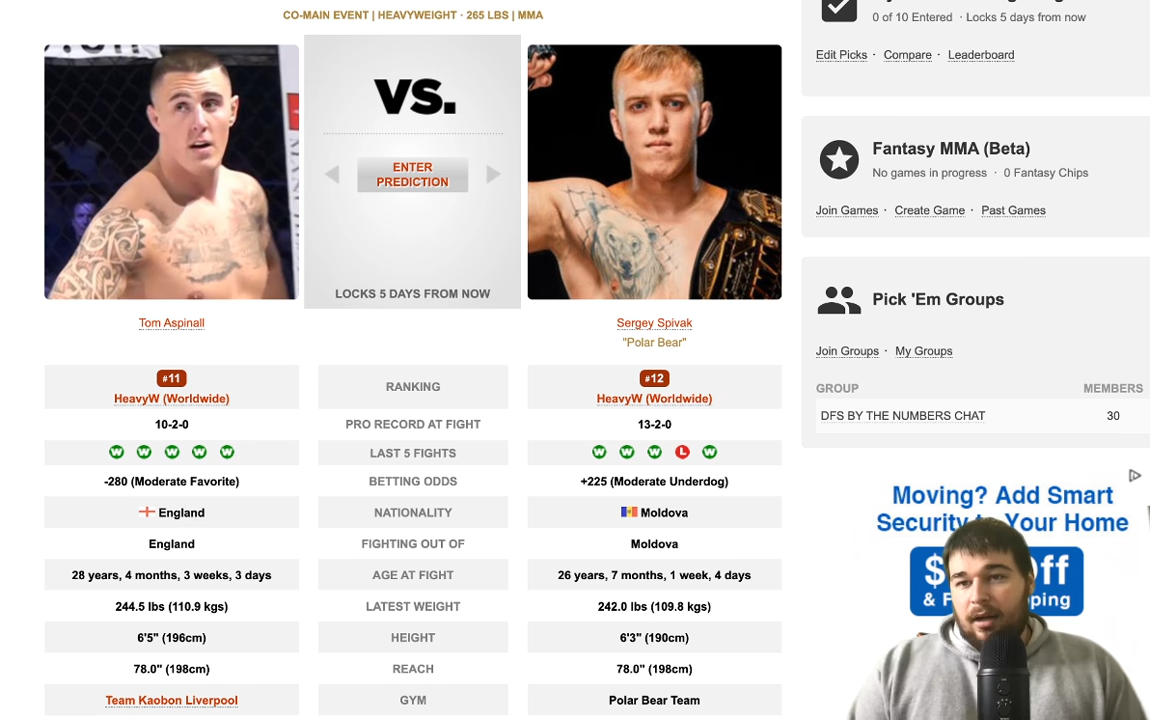 CO-MAIN EVENT | HEAVYWEIGHT · 265 LBS | MMA
VS.
ENTER
PREDICTION
LOCKS 5 DAYS FROM NOW
Tom Aspinall
Sergey Spivak
"Polar Bear"
#11
HeavyW (Worldwide)
RANKING
#12
HeavyW (Worldwide)
10-2-0
PRO RECORD AT FIGHT
13-2-0
W W W W W
LAST 5 FIGHTS
W W W L W
-280 (Moderate Favorite)
BETTING ODDS
+225 (Moderate Underdog)
England
NATIONALITY
Moldova
England
FIGHTING OUT OF
Moldova
28 years, 4 months, 3 weeks, 3 days
AGE AT FIGHT
26 years, 7 months, 1 week, 4 days
244.5 lbs (110.9 kgs)
LATEST WEIGHT
242.0 lbs (109.8 kgs)
6'5" (196cm)
HEIGHT
6'3" (190cm)
78.0" (198cm)
REACH
78.0" (198cm)
Team Kaobon Liverpool
GYM
Polar Bear Team
0 of 10 Entered · Locks 5 days from now
Edit Picks · Compare · Leaderboard
Fantasy MMA (Beta)
No games in progress · 0 Fantasy Chips
Join Games · Create Game · Past Games
Pick 'Em Groups
Join Groups · My Groups
GROUP MEMBERS
DFS BY THE NUMBERS CHAT 30
Moving? Add Smart
Security Your Home
$ ff
& F ping